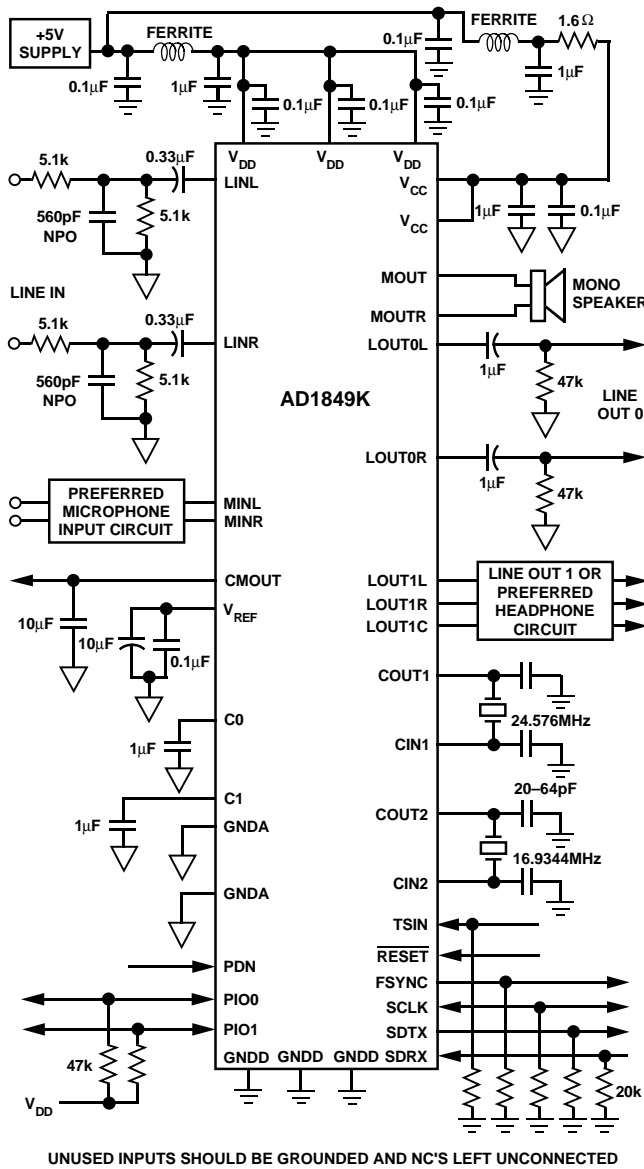 +5V
SUPPLY
FERRITE
FERRITE
1.6Ω
0.1µF
0.1µF
1µF
1µF
0.1µF
0.1µF
0.1µF
V_DD
V_DD
V_DD
5.1k
0.33µF
LINL
V_CC
560pF
NPO
5.1k
V_CC
1µF
0.1µF
MOUT
MONO
SPEAKER
LINE IN
MOUTR
5.1k
0.33µF
LINR
LOUT0L
1µF
560pF
NPO
5.1k
47k
LINE
OUT 0
AD1849K
LOUT0R
1µF
47k
PREFERRED
MICROPHONE
INPUT CIRCUIT
MINL
MINR
CMOUT
LOUT1L
LOUT1R
LOUT1C
LINE OUT 1 OR
PREFERRED
HEADPHONE
CIRCUIT
V_REF
10µF
10µF
0.1µF
COUT1
24.576MHz
CIN1
C0
1µF
C1
1µF
20–64pF
COUT2
GNDA
16.9344MHz
CIN2
GNDA
TSIN
RESET
PDN
FSYNC
PIO0
SCLK
PIO1
SDTX
47k
GNDD
GNDD
GNDD
SDRX
20k
V_DD
UNUSED INPUTS SHOULD BE GROUNDED AND NC'S LEFT UNCONNECTED